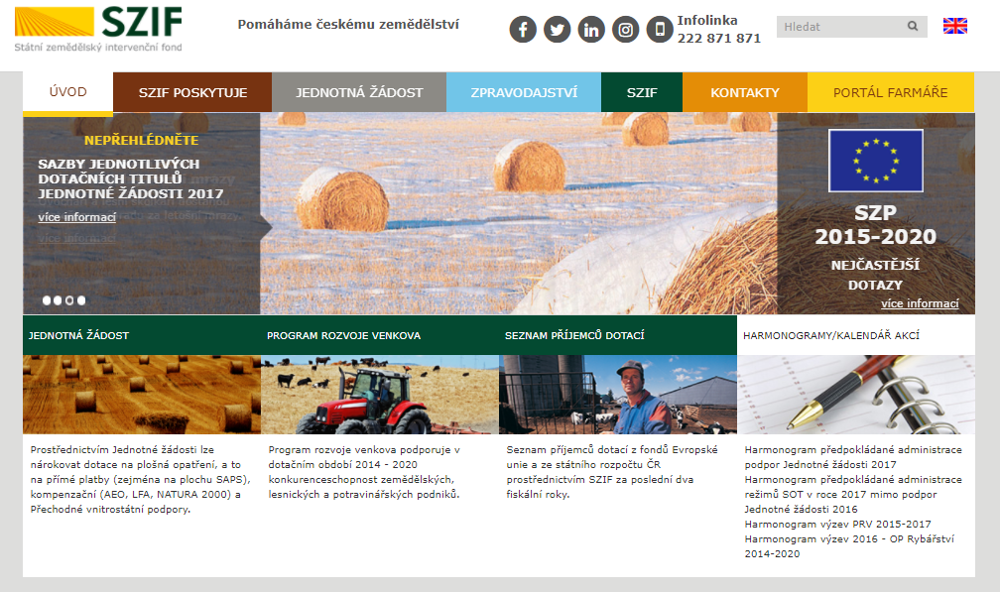 SZIF
Státní zemědělský intervenční fond
Pomáháme českému zemědělství
Infolinka
222 871 871
Hledat
ÚVOD
SZIF POSKYTUJE
JEDNOTNÁ ŽÁDOST
ZPRAVODAJSTVÍ
SZIF
KONTAKTY
PORTÁL FARMÁŘE
NEPŘEHLÉDNĚTE
SAZBY JEDNOTLIVÝCH
DOTAČNÍCH TITULŮ
JEDNOTNÉ ŽÁDOSTI 2017
více informací
více informací
SZP
2015-2020
NEJČASTĚJŠÍ
DOTAZY
více informací
JEDNOTNÁ ŽÁDOST
Prostřednictvím Jednotné žádosti lze
nárokovat dotace na plošná opatření, a to
na přímé platby (zejména na plochu SAPS),
kompenzační (AEO, LFA, NATURA 2000) a
Přechodné vnitrostátní podpory.
PROGRAM ROZVOJE VENKOVA
Program rozvoje venkova podporuje v
dotačním období 2014 - 2020
konkurenceschopnost zemědělských,
lesnických a potravinářských podniků.
SEZNAM PŘÍJEMCŮ DOTACÍ
Seznam příjemců dotací z fondů Evropské
unie a ze státního rozpočtu ČR
prostřednictvím SZIF za poslední dva
fiskální roky.
HARMONOGRAMY/KALENDÁŘ AKCÍ
Harmonogram předpokládané administrace
podpor Jednotné žádosti 2017
Harmonogram předpokládané administrace
režimů SOT v roce 2017 mimo podpor
Jednotné žádosti 2016
Harmonogram výzev PRV 2015-2017
Harmonogram výzev 2016 - OP Rybářství
2014-2020